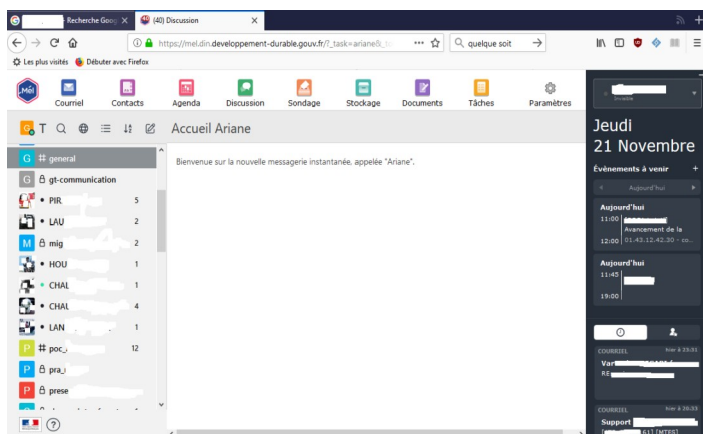 Recherche Goog
(40) Discussion
https://mel.din.developpement-durable.gouv.fr/?_task=ariane&_
quelque soit
Les plus visités
Débuter avec Firefox
Mél
Courriel
Contacts
Agenda
Discussion
Sondage
Stockage
Documents
Tâches
Paramètres
T
Accueil Ariane
Bienvenue sur la nouvelle messagerie instantanée, appelée "Ariane".
G # general
G gt-communication
• PIR 5
• LAU 2
M mig 2
• HOU 1
• CHAL 1
• CHAL 4
• LAN 1
P # poc_ 12
P pra_
P prese
Invisible
Jeudi
21 Novembre
Évènements à venir +
Aujourd'hui
Aujourd'hui
11:00
Avancement de la
12:00 01.43.12.42.30 - co...
Aujourd'hui
11:45
19:00
COURRIEL hier à 23:31
Var
RE
COURRIEL hier à 20:33
Support
61] [MTES]